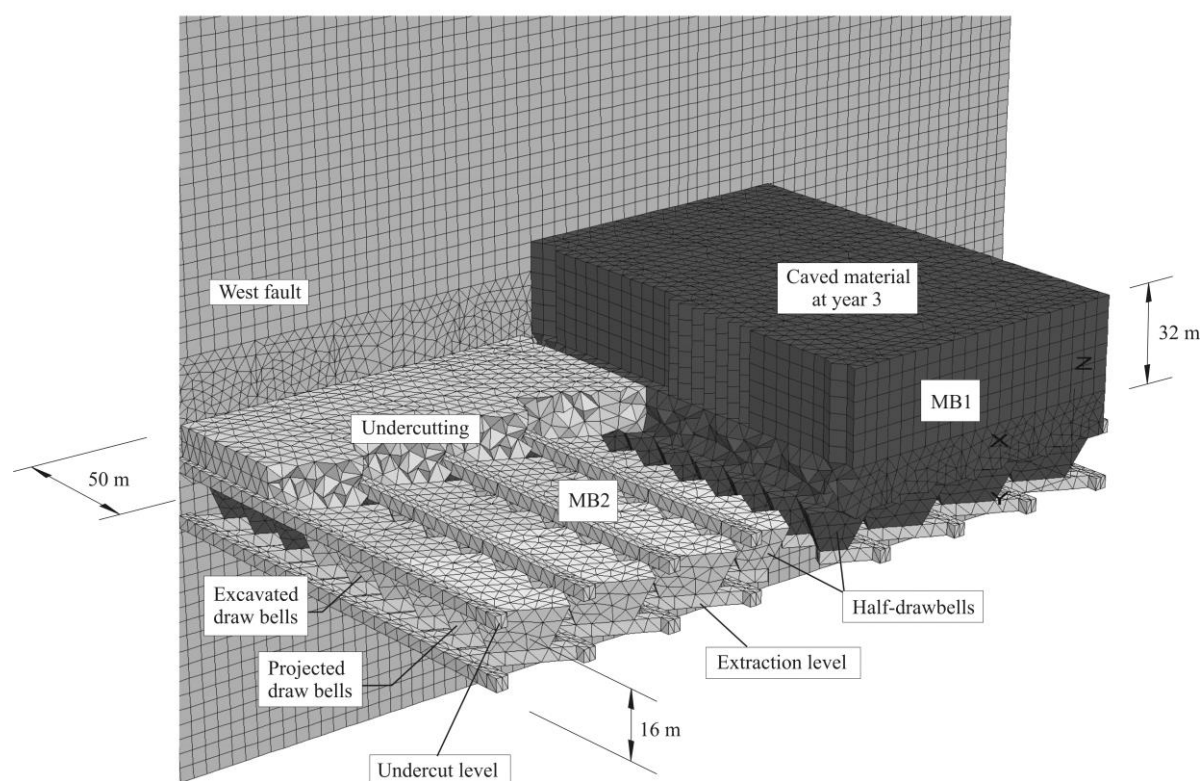 West fault
Caved material
at year 3
32 m
MB1
Undercutting
50 m
MB2
Excavated
draw bells
Half-drawbells
Extraction level
Projected
draw bells
16 m
Undercut level
Z
X
Y